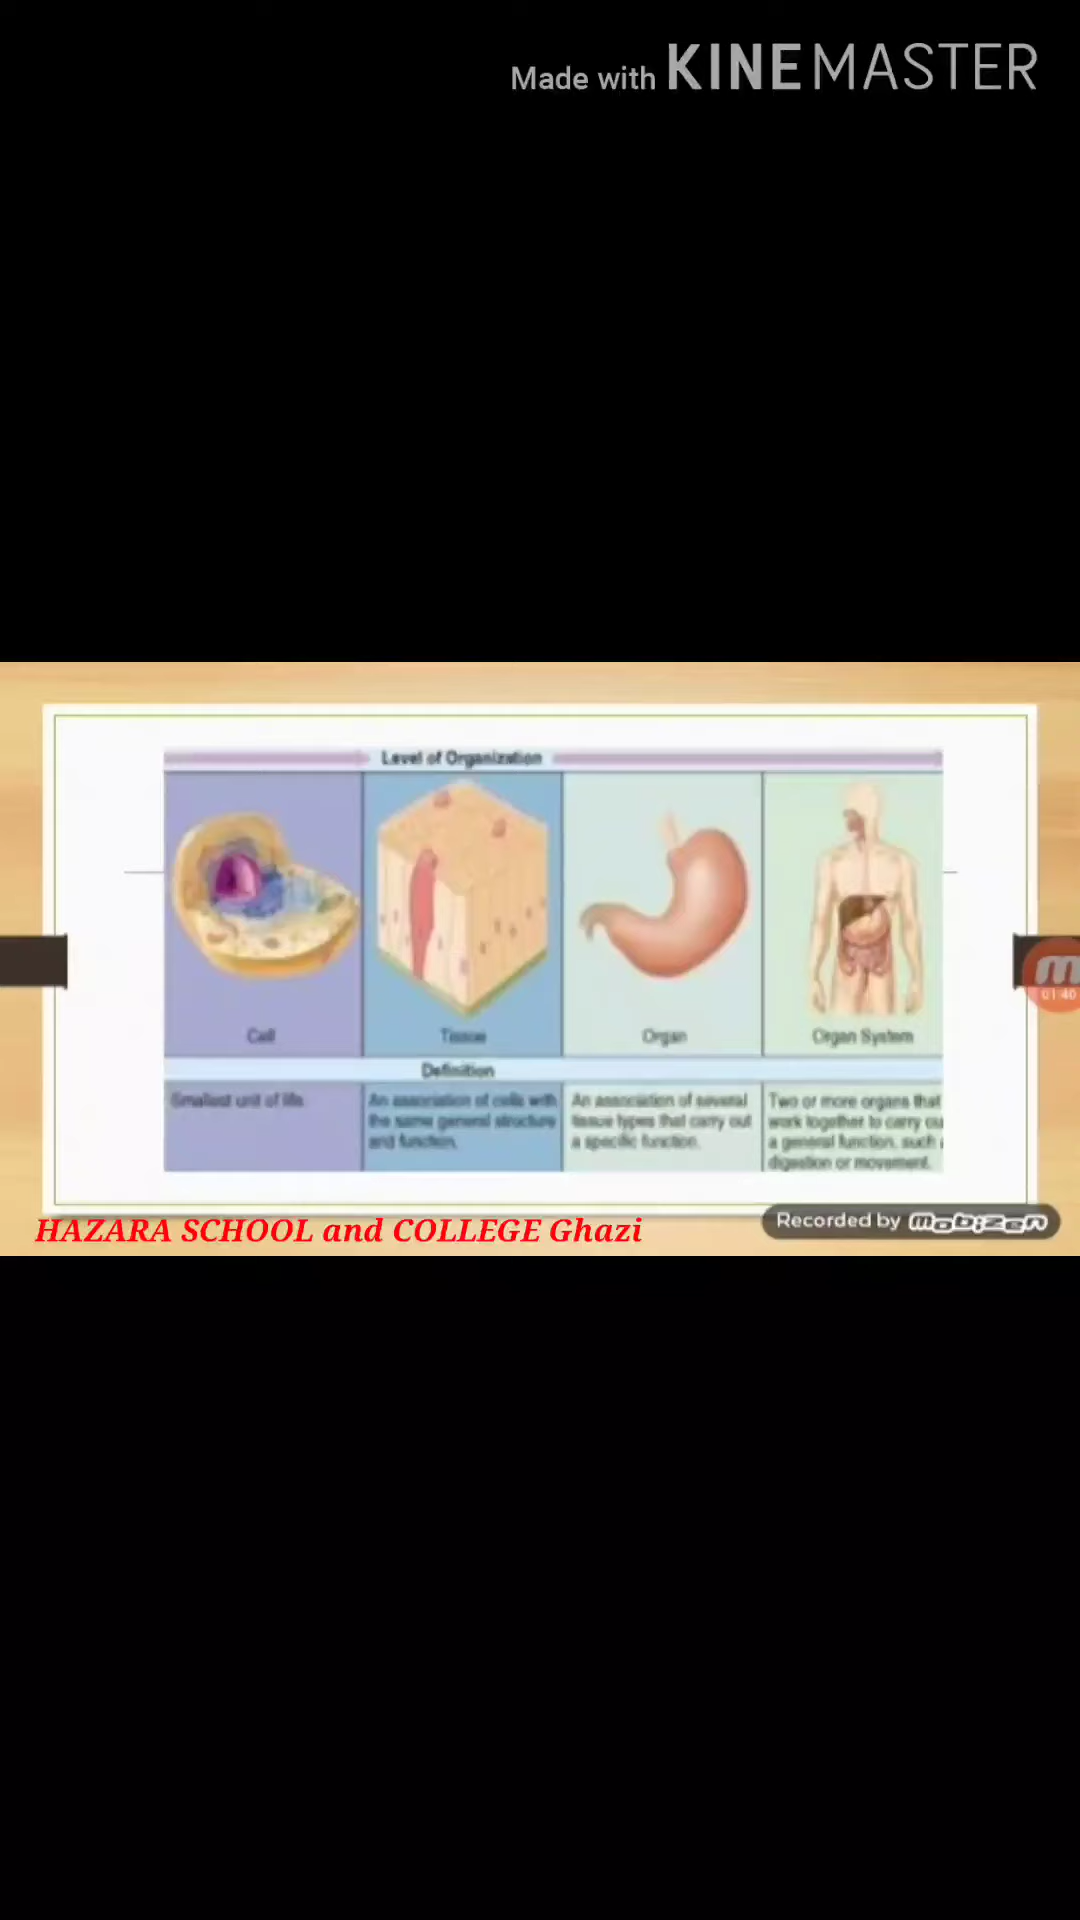 Made with KINEMASTER
Level of Organization
Cell
Tissue
Organ
Organ System
Definition
Smallest unit of life
An association of cells with
the same general structure
and function.
An association of several
tissue types that carry out
a specific function.
Two or more organs that
work together to carry ou
a general function, such
digestion or movement.
01:40
HAZARA SCHOOL and COLLEGE Ghazi
Recorded by mobizen